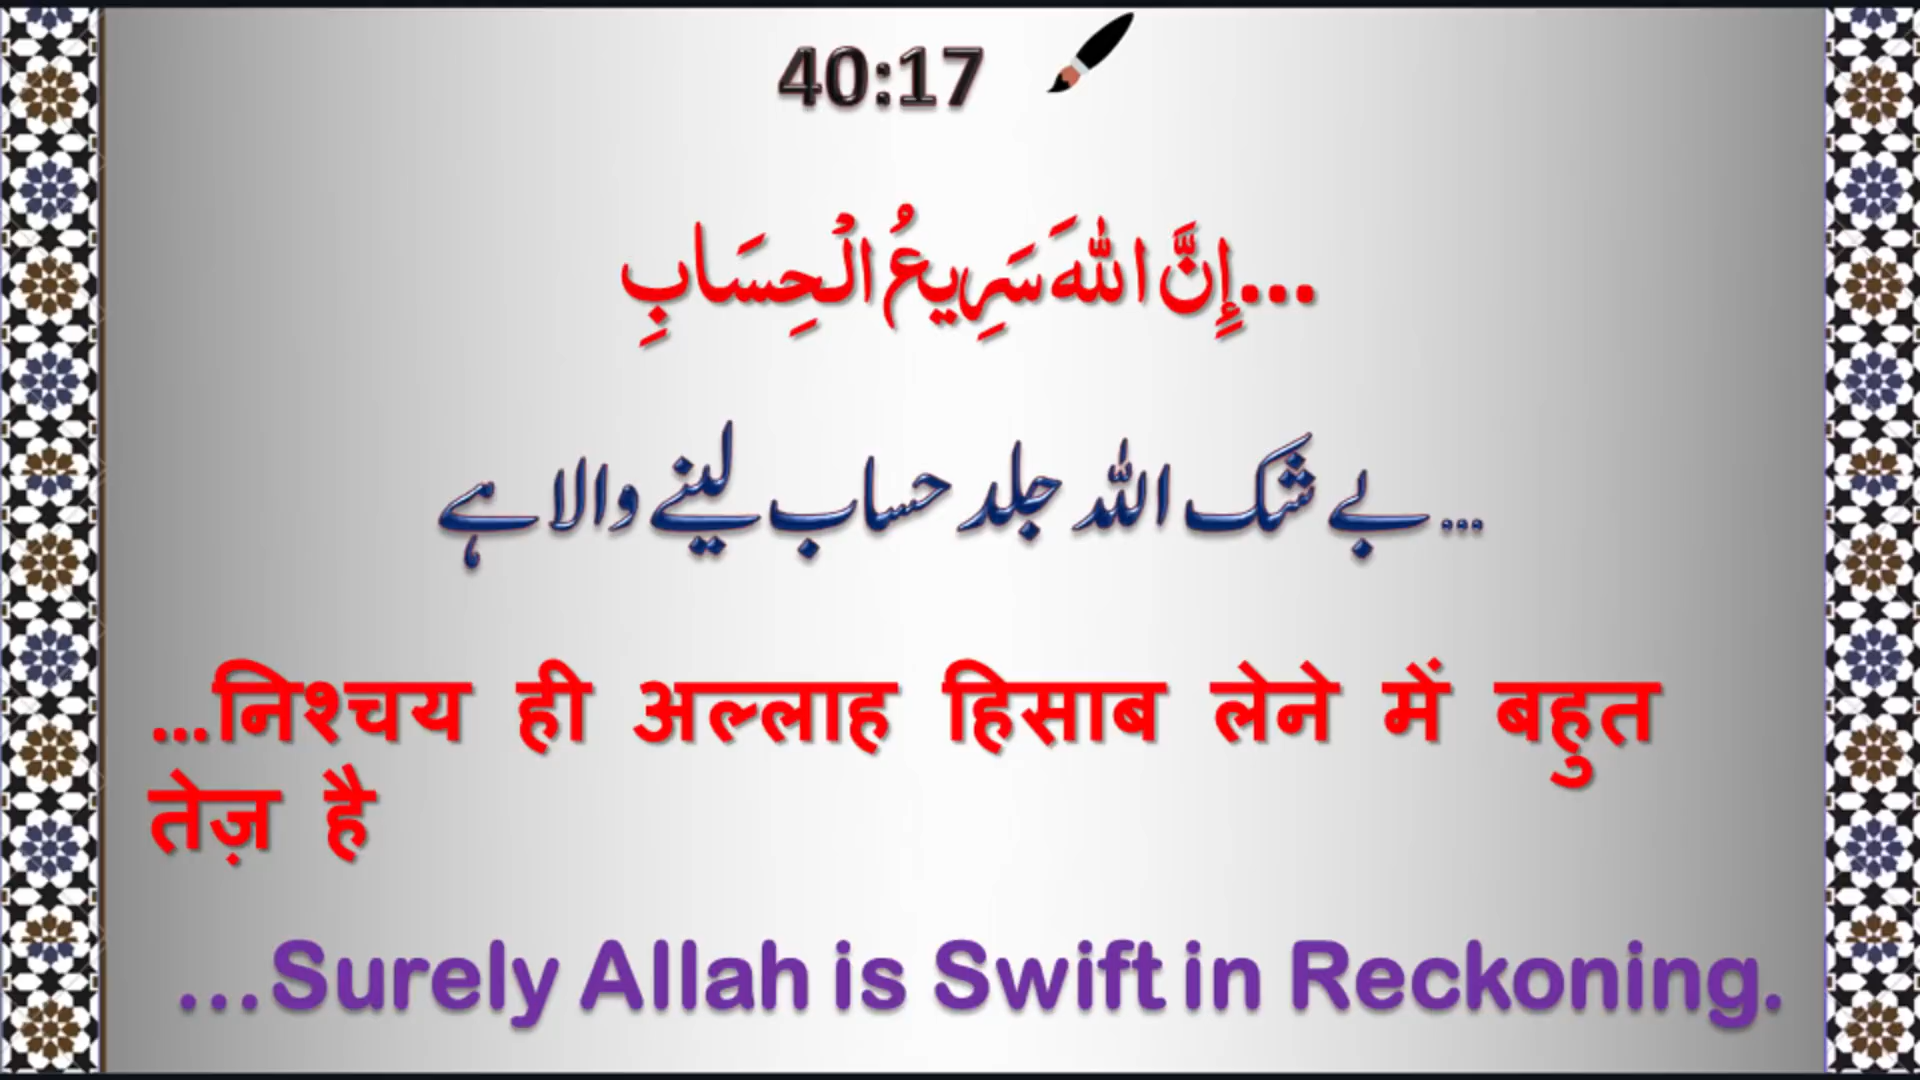 40:17
...إِنَّ اللّٰهَ سَرِيعُ الْحِسَابِ
...بے شک اللہ جلد حساب لینے والا ہے
...निश्चय ही अल्लाह हिसाब लेने में बहुत
तेज़ है
...Surely Allah is Swift in Reckoning.